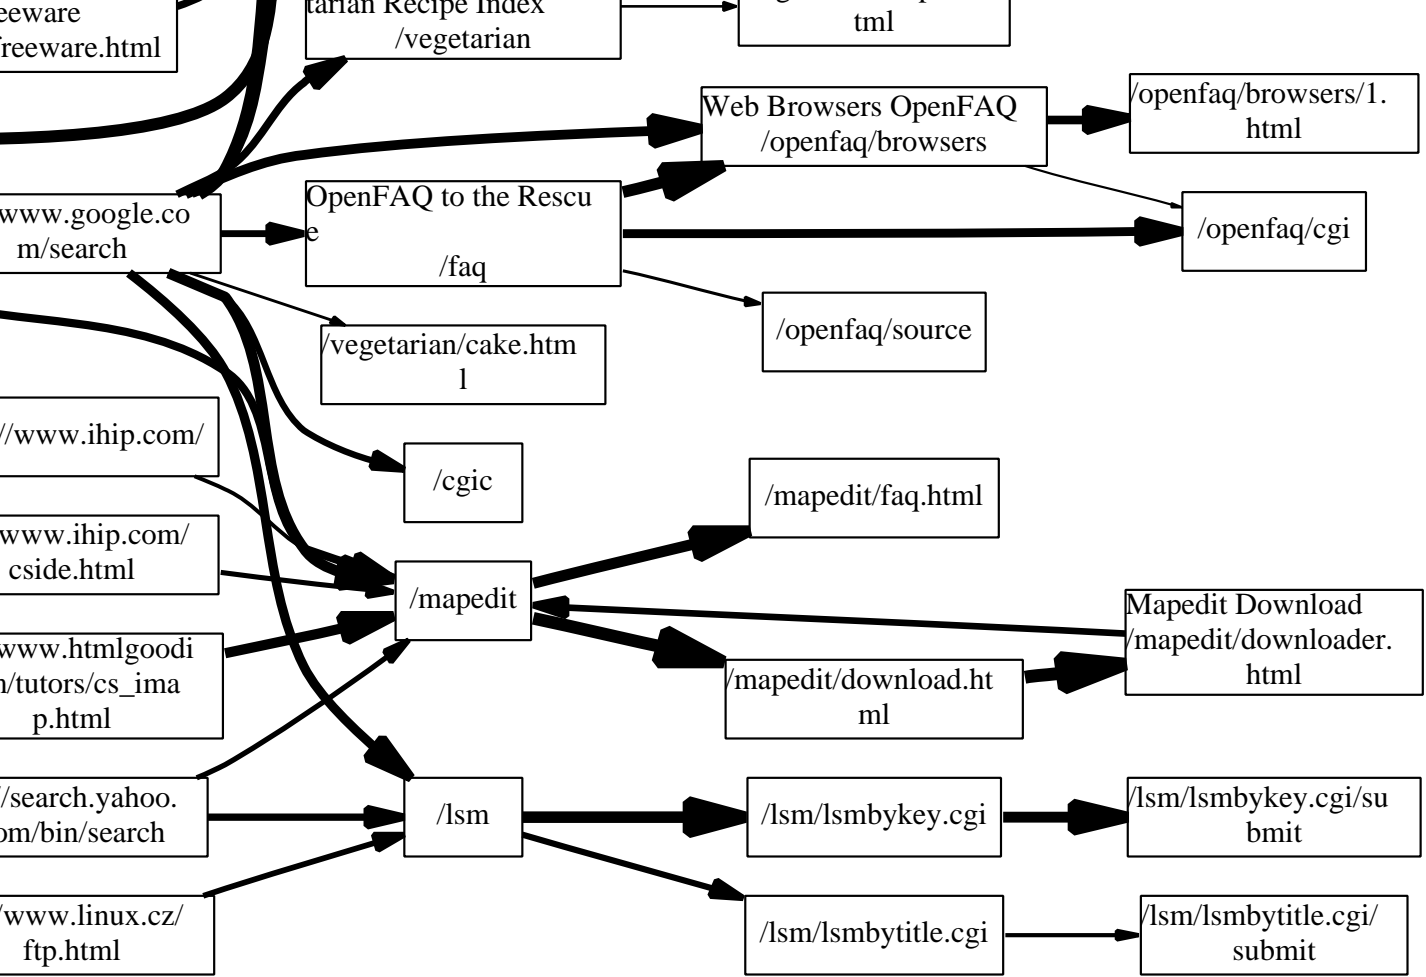 eeware
freeware.html
tarian Recipe Index
/vegetarian
tml
Web Browsers OpenFAQ
/openfaq/browsers
/openfaq/browsers/1.
html
www.google.co
m/search
OpenFAQ to the Rescu
e
/faq
/openfaq/cgi
/openfaq/source
/vegetarian/cake.htm
l
//www.ihip.com/
/cgic
/mapedit/faq.html
www.ihip.com/
cside.html
/mapedit
Mapedit Download
/mapedit/downloader.
html
www.htmlgoodi
/tutors/cs_ima
p.html
/mapedit/download.ht
ml
/search.yahoo.
om/bin/search
/lsm
/lsm/lsmbykey.cgi
/lsm/lsmbykey.cgi/su
bmit
/www.linux.cz/
ftp.html
/lsm/lsmbytitle.cgi
/lsm/lsmbytitle.cgi/
submit